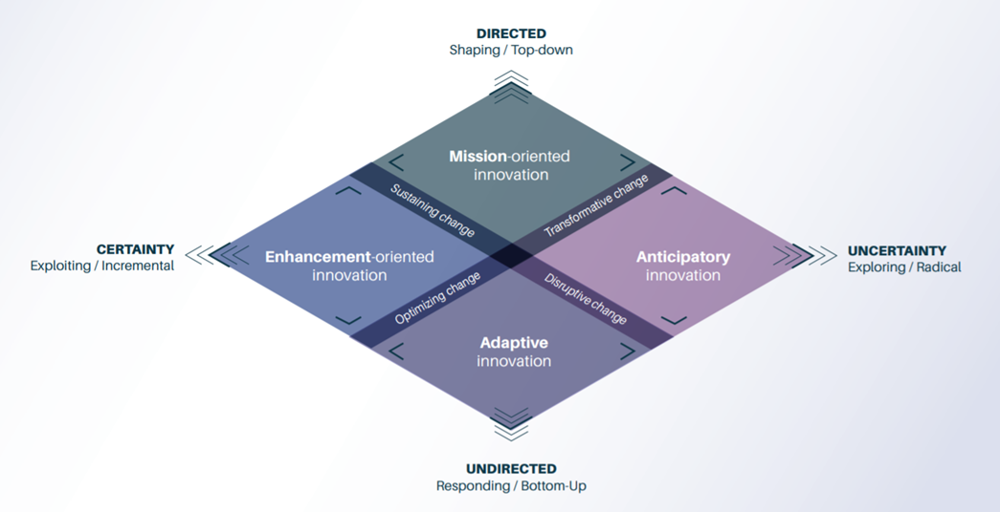 DIRECTED
Shaping / Top-down
Mission-oriented
innovation
Sustaining change
Transformative change
CERTAINTY
Exploiting / Incremental
Enhancement-oriented
innovation
Anticipatory
innovation
UNCERTAINTY
Exploring / Radical
Optimizing change
Disruptive change
Adaptive
innovation
UNDIRECTED
Responding / Bottom-Up